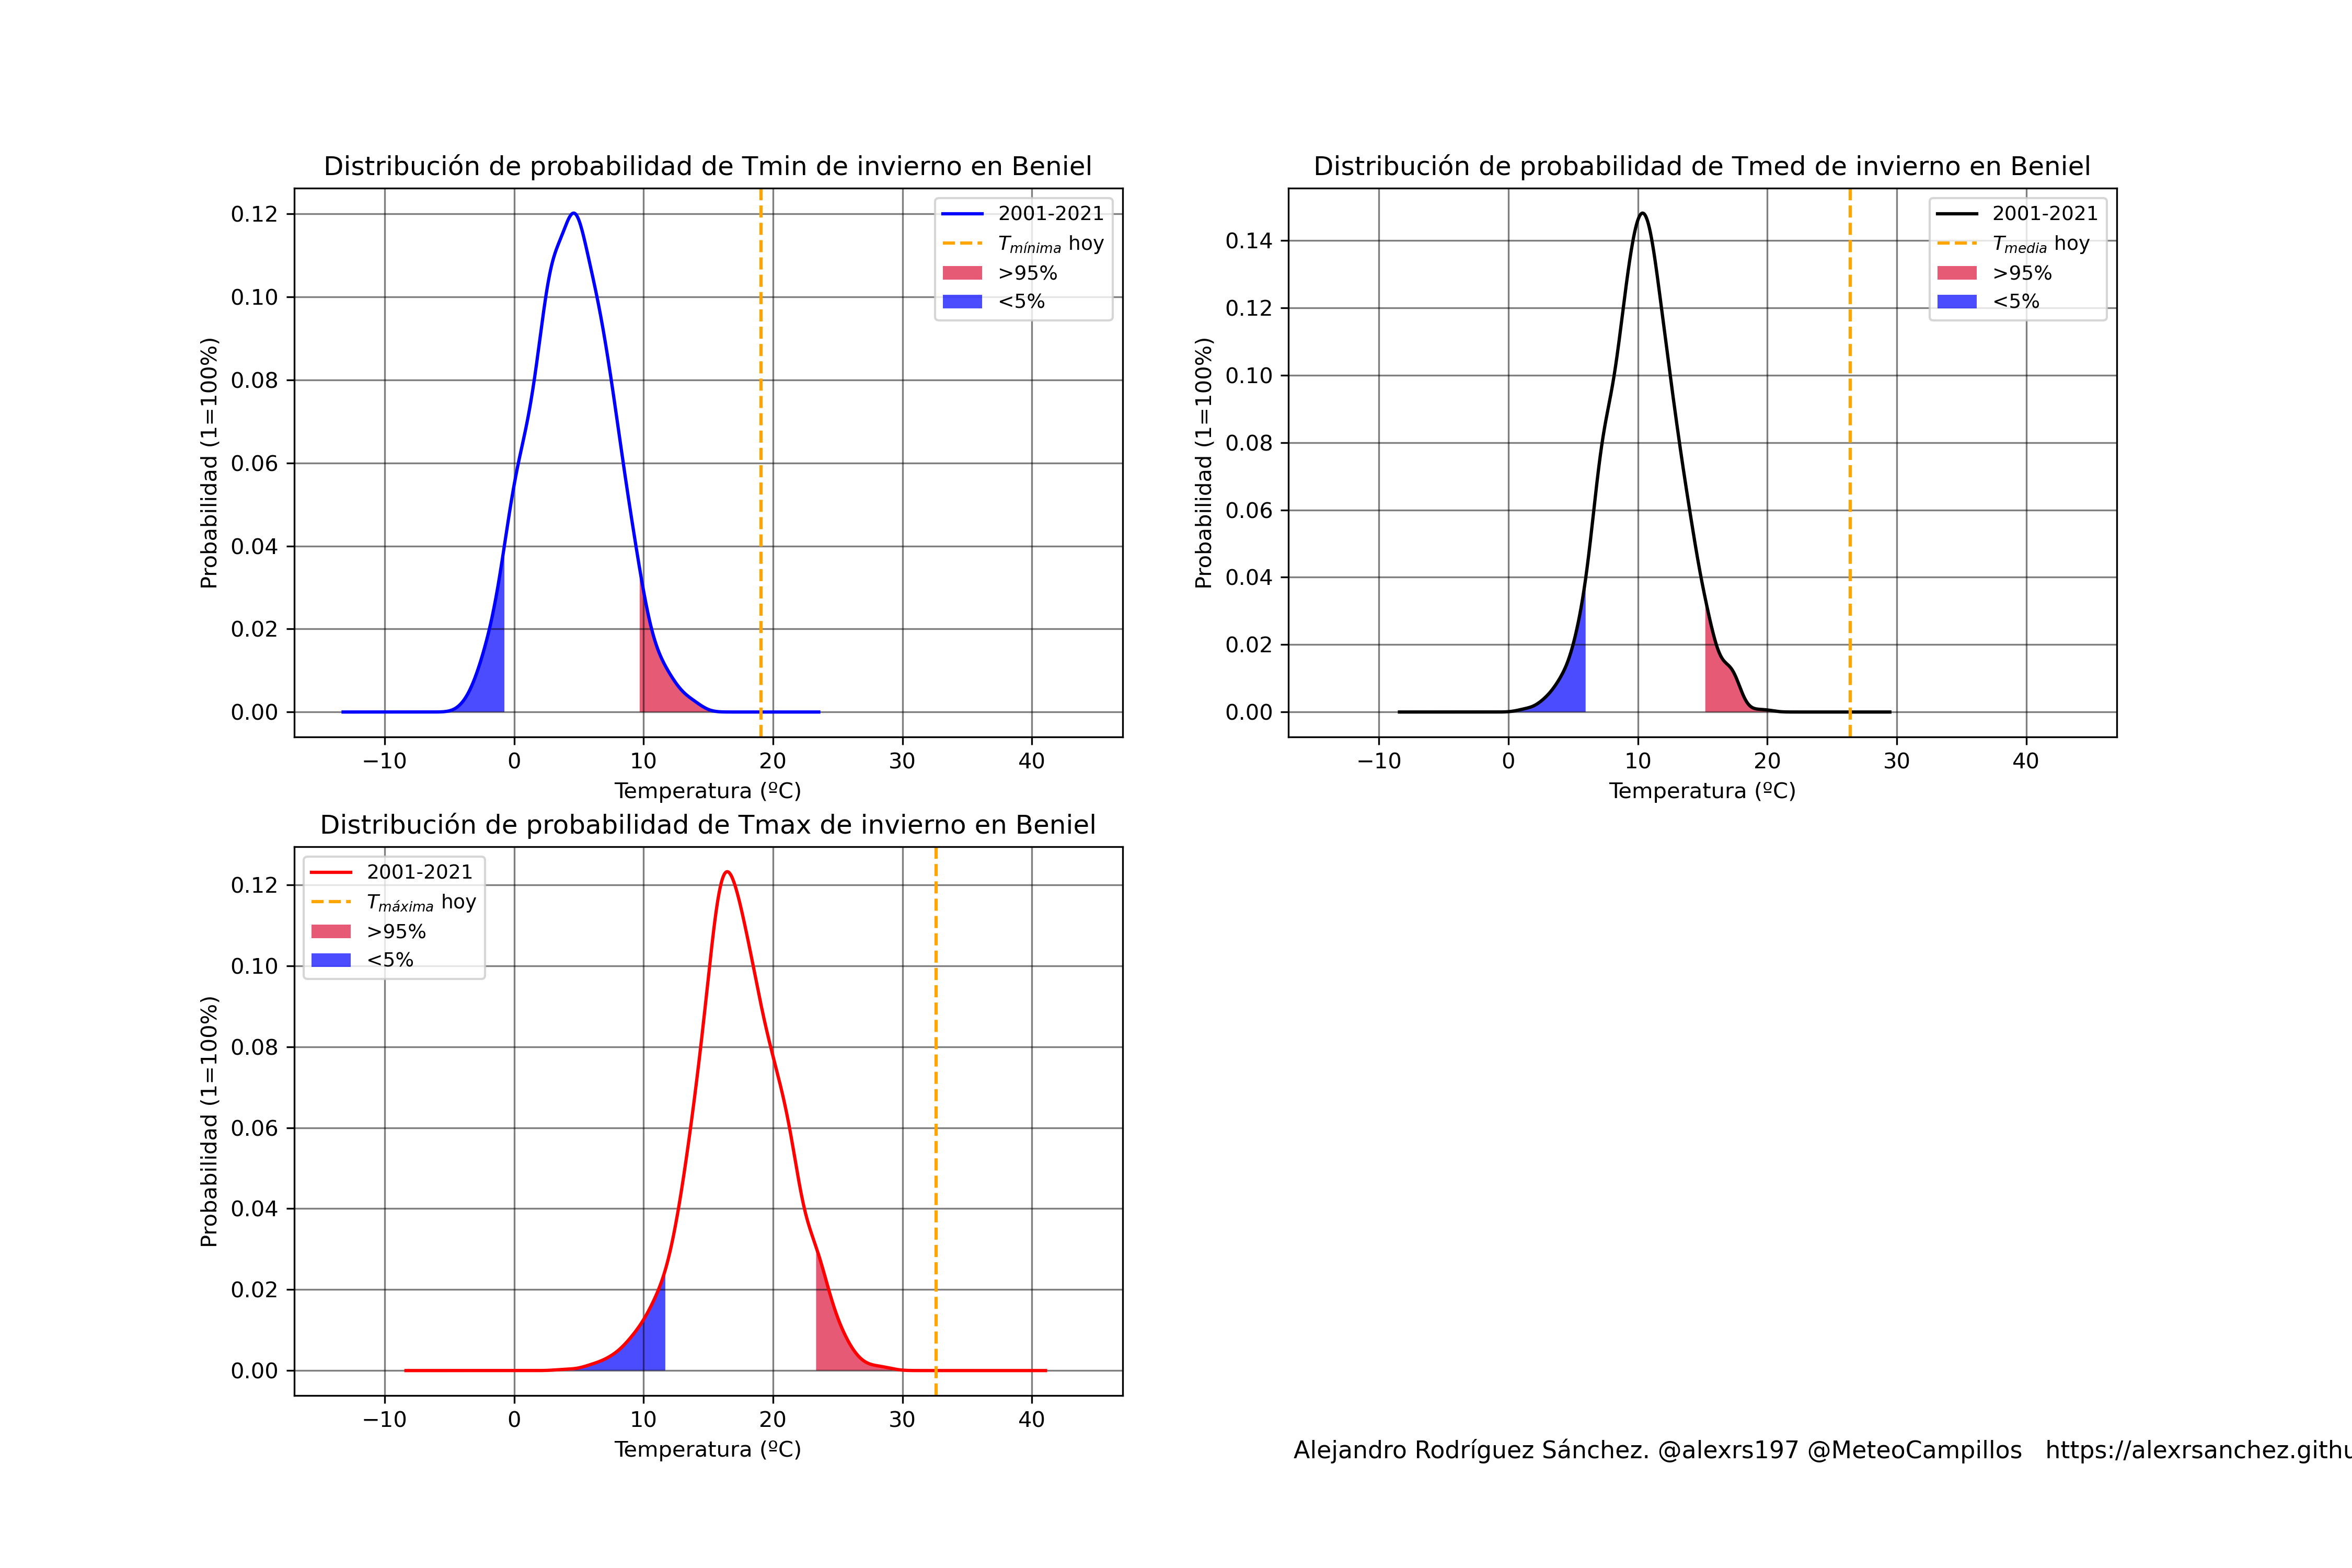 Distribución de probabilidad de Tmin de invierno en Beniel
Probabilidad (1=100%)
0.12
0.10
0.08
0.06
0.04
0.02
0.00
−10 0 10 20 30 40
Temperatura (ºC)
2001-2021
Tmínima hoy
>95%
<5%
Distribución de probabilidad de Tmed de invierno en Beniel
Probabilidad (1=100%)
0.14
0.12
0.10
0.08
0.06
0.04
0.02
0.00
−10 0 10 20 30 40
Temperatura (ºC)
2001-2021
Tmedia hoy
>95%
<5%
Distribución de probabilidad de Tmax de invierno en Beniel
Probabilidad (1=100%)
0.12
0.10
0.08
0.06
0.04
0.02
0.00
−10 0 10 20 30 40
Temperatura (ºC)
2001-2021
Tmáxima hoy
>95%
<5%
Alejandro Rodríguez Sánchez. @alexrs197 @MeteoCampillos https://alexrsanchez.githu